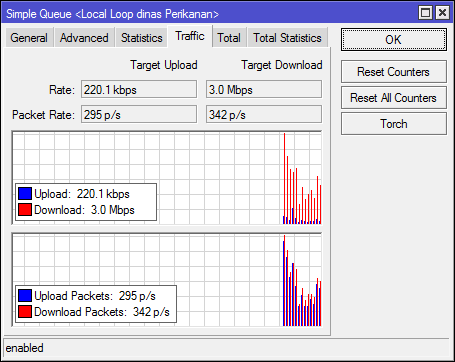 Simple Queue <Local Loop dinas Perikanan>
General Advanced Statistics Traffic Total Total Statistics
Target Upload Target Download
Rate: 220.1 kbps 3.0 Mbps
Packet Rate: 295 p/s 342 p/s
Upload: 220.1 kbps
Download: 3.0 Mbps
Upload Packets: 295 p/s
Download Packets: 342 p/s
OK
Reset Counters
Reset All Counters
Torch
enabled